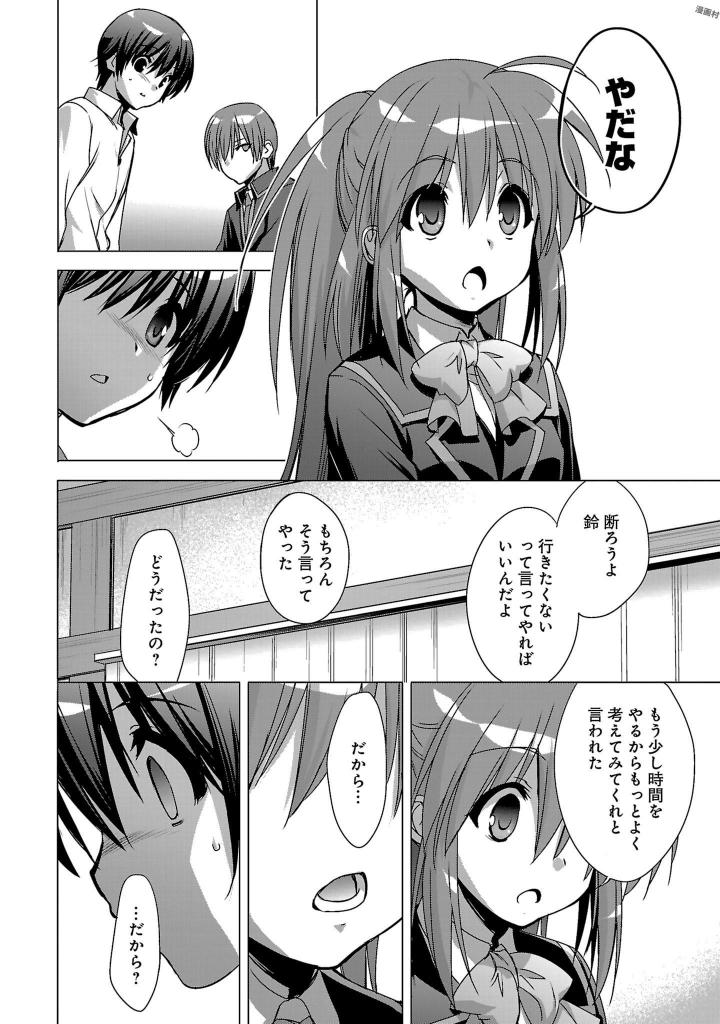 漫画村
やだな
断ろうよ
鈴
行きたくない
って言ってやれば
いいんだよ
もちろん
そう言って
やった
どうだったの？
もう少し時間を
やるからもっとよく
考えてみてくれと
言われた
だから…
…だから？